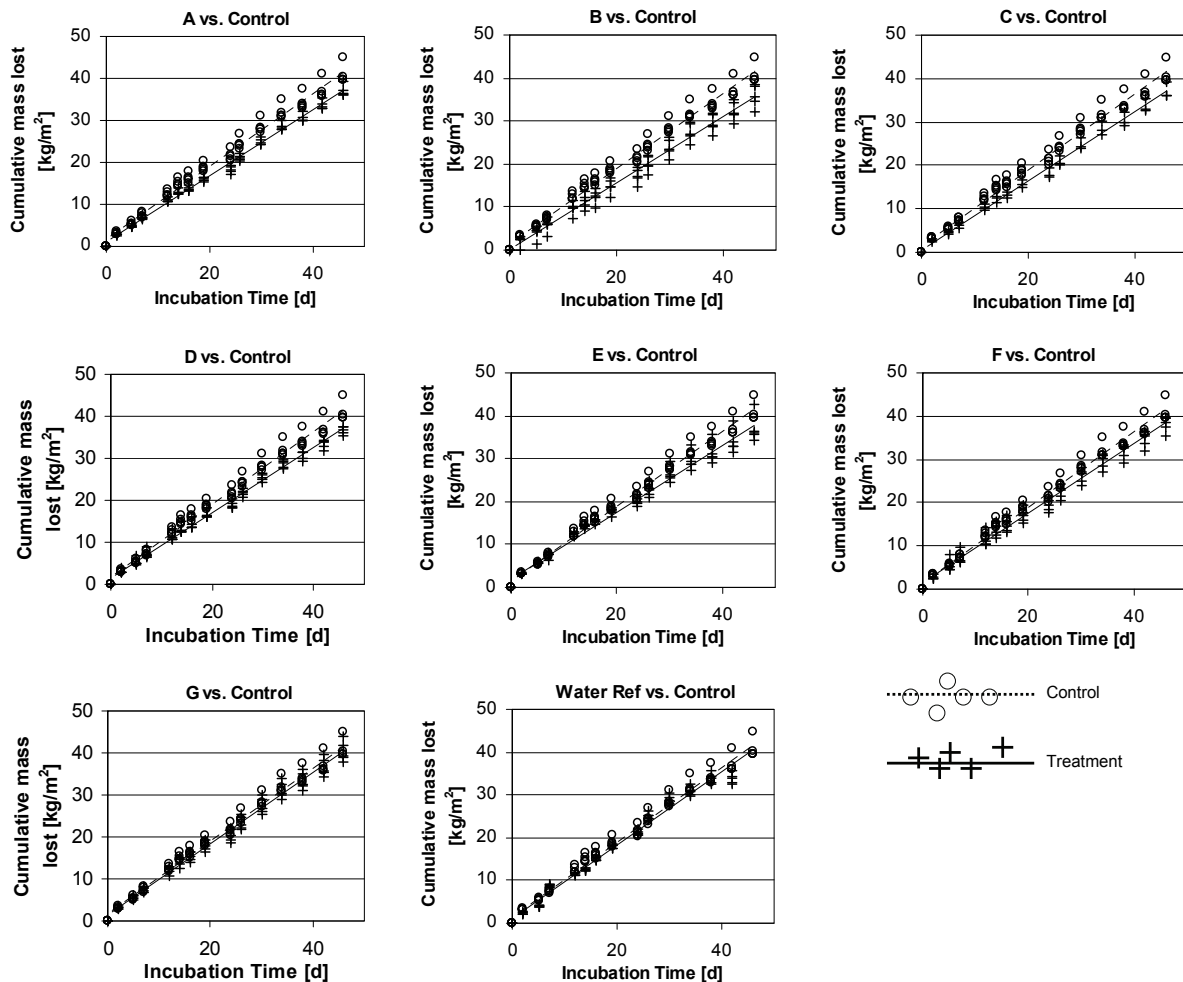 A vs. Control
Cumulative mass lost
[kg/m²]
50
40
30
20
10
0
0 20 40
Incubation Time [d]
B vs. Control
Cumulative mass lost
[kg/m²]
50
40
30
20
10
0
0 20 40
Incubation Time [d]
C vs. Control
Cumulative mass lost
[kg/m²]
50
40
30
20
10
0
0 20 40
Incubation Time [d]
D vs. Control
Cumulative mass
lost [kg/m²]
50
40
30
20
10
0
0 20 40
Incubation Time [d]
E vs. Control
Cumulative mass lost
[kg/m²]
50
40
30
20
10
0
0 20 40
Incubation Time [d]
F vs. Control
Cumulative mass lost
[kg/m²]
50
40
30
20
10
0
0 20 40
Incubation Time [d]
G vs. Control
Cumulative mass
lost [kg/m²]
50
40
30
20
10
0
0 20 40
Incubation Time [d]
Water Ref vs. Control
Cumulative mass lost
[kg/m²]
50
40
30
20
10
0
0 20 40
Incubation Time [d]
Control
Treatment